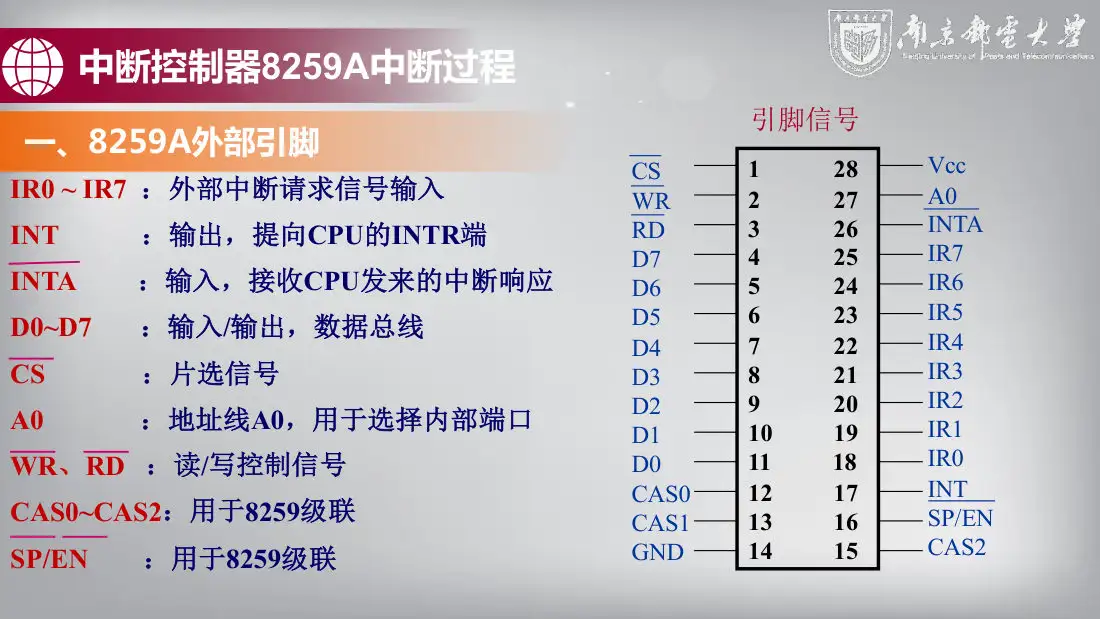 南京邮电大学
Nanjing University of Posts and Telecommunications
中断控制器8259A中断过程
一、8259A外部引脚
IR0 ~ IR7 ：外部中断请求信号输入
INT ：输出，提向CPU的INTR端
INTA ：输入，接收CPU发来的中断响应
D0~D7 ：输入/输出，数据总线
CS ：片选信号
A0 ：地址线A0，用于选择内部端口
WR、RD ：读/写控制信号
CAS0~CAS2：用于8259级联
SP/EN ：用于8259级联
引脚信号
CS 1 28 Vcc
WR 2 27 A0
RD 3 26 INTA
D7 4 25 IR7
D6 5 24 IR6
D5 6 23 IR5
D4 7 22 IR4
D3 8 21 IR3
D2 9 20 IR2
D1 10 19 IR1
D0 11 18 IR0
CAS0 12 17 INT
CAS1 13 16 SP/EN
GND 14 15 CAS2